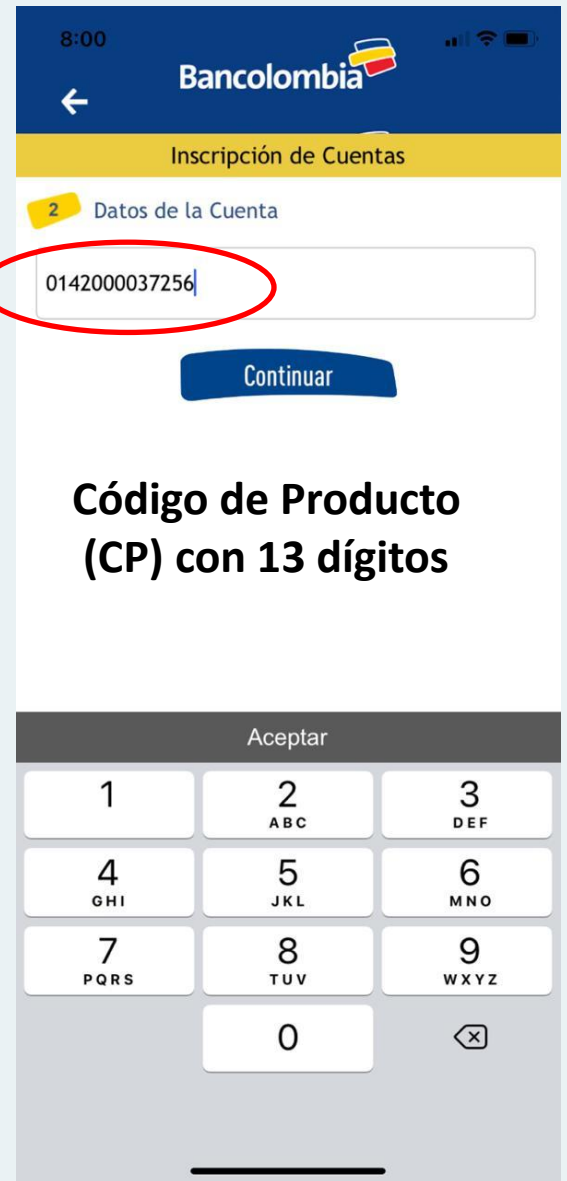 8:00
Bancolombia
Inscripción de Cuentas
2 Datos de la Cuenta
0142000037256
Continuar
Código de Producto
(CP) con 13 dígitos
Aceptar
1 2 3
ABC DEF
4 5 6
GHI JKL MNO
7 8 9
PQRS TUV WXYZ
0